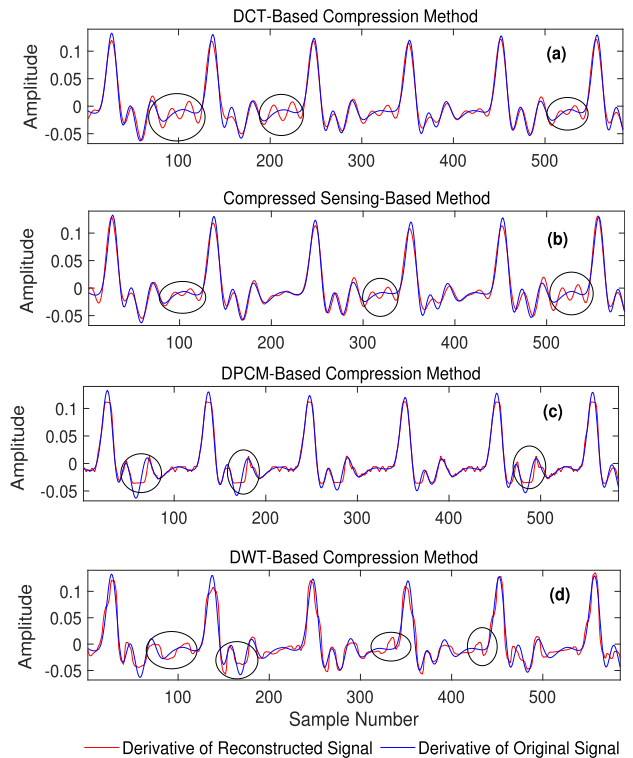 DCT-Based Compression Method
Amplitude
0.1
0.05
0
-0.05
(a)
100 200 300 400 500
Compressed Sensing-Based Method
Amplitude
0.1
0.05
0
-0.05
(b)
100 200 300 400 500
DPCM-Based Compression Method
Amplitude
0.1
0.05
0
-0.05
(c)
100 200 300 400 500
DWT-Based Compression Method
Amplitude
0.1
0.05
0
-0.05
(d)
100 200 300 400 500
Sample Number
Derivative of Reconstructed Signal Derivative of Original Signal